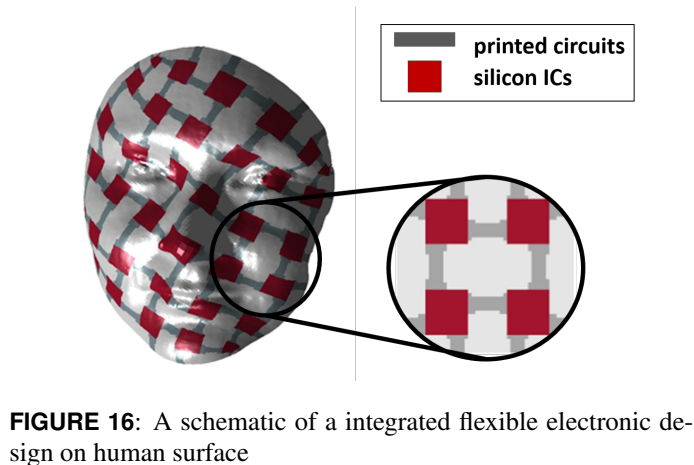 printed circuits
silicon ICs
FIGURE 16: A schematic of a integrated flexible electronic de-
sign on human surface